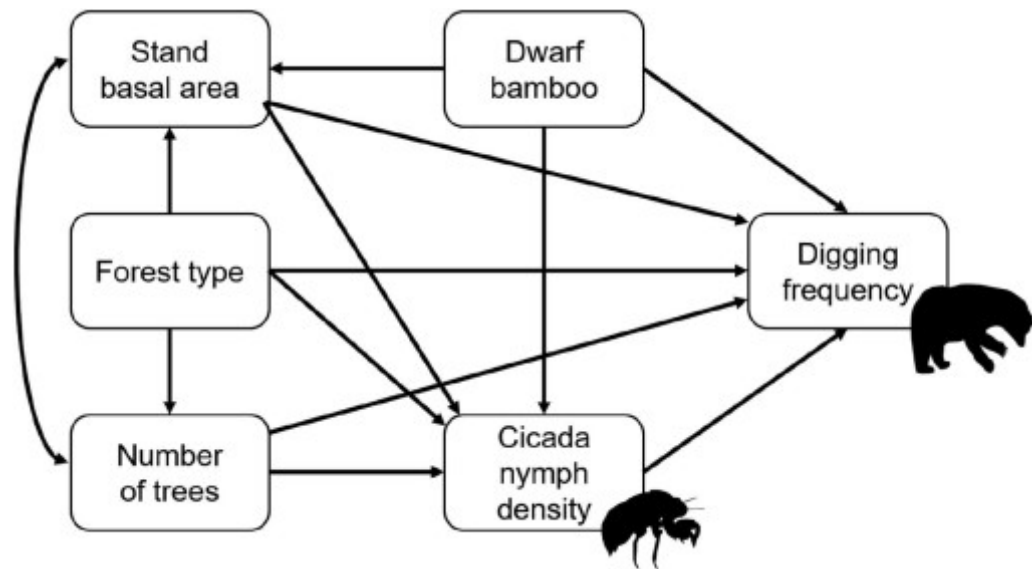 Stand
basal area
Dwarf
bamboo
Forest type
Digging
frequency
Number
of trees
Cicada
nymph
density